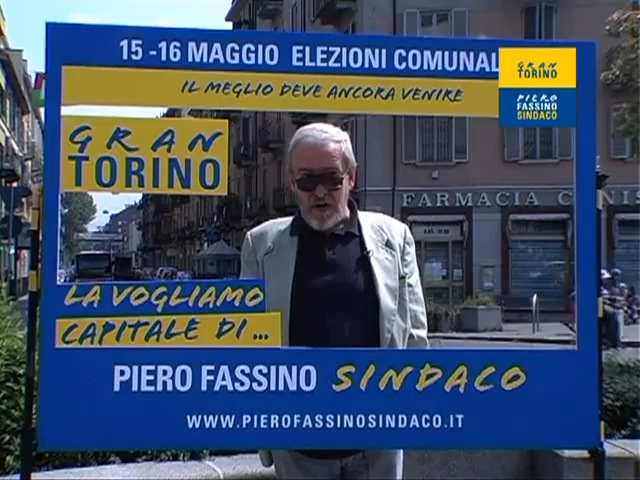 15 -16 MAGGIO ELEZIONI COMUNAL
IL MEGLIO DEVE ANCORA VENIRE
GRAN
TORINO
PIERO
FASSINO
SINDACO
GRAN
TORINO
FARMACIA
LA VOGLIAMO
CAPITALE DI...
PIERO FASSINO SINDACO
WWW.PIEROFASSINOSINDACO.IT